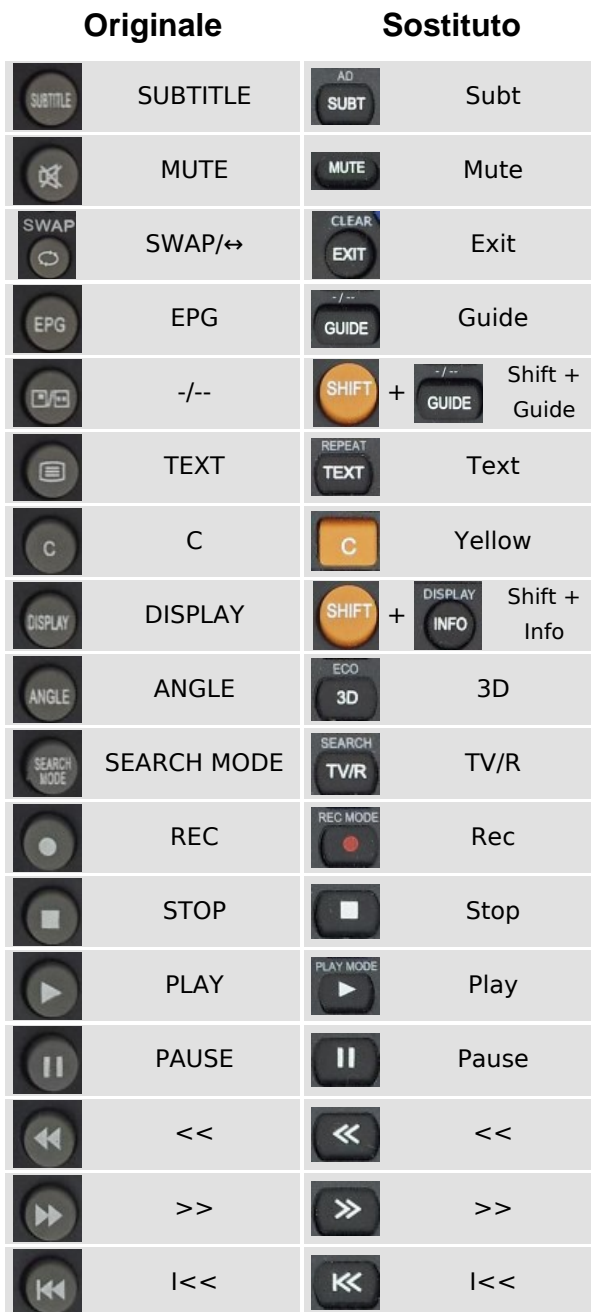 Originale Sostituto
SUBTITLE SUBTITLE AD SUBT Subt
MUTE MUTE Mute
SWAP SWAP/↔ CLEAR EXIT Exit
EPG EPG -/-- GUIDE Guide
-/-- SHIFT + -/-- GUIDE Shift + Guide
TEXT REPEAT TEXT Text
C C C Yellow
DISPLAY DISPLAY SHIFT + DISPLAY INFO Shift + Info
ANGLE ANGLE ECO 3D 3D
SEARCH MODE SEARCH MODE SEARCH TV/R TV/R
REC REC MODE Rec
STOP Stop
PLAY PLAY MODE Play
PAUSE Pause
<< <<
>> >>
I<< I<<